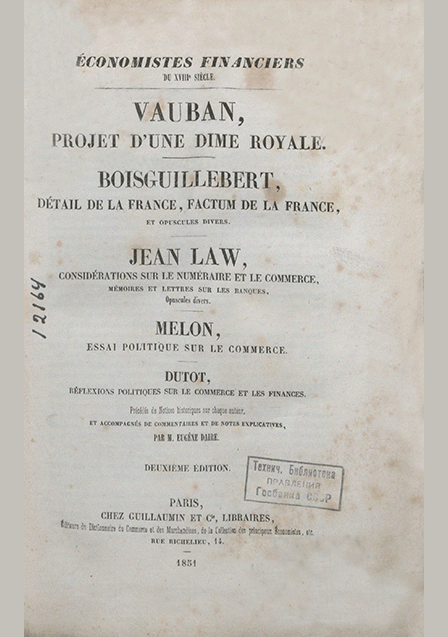 ÉCONOMISTES FINANCIERS
DU XVIIIe SIÈCLE.
VAUBAN,
PROJET D'UNE DIME ROYALE.
BOISGUILLEBERT,
DÉTAIL DE LA FRANCE, FACTUM DE LA FRANCE,
ET OPUSCULES DIVERS.
JEAN LAW,
CONSIDÉRATIONS SUR LE NUMÉRAIRE ET LE COMMERCE,
MÉMOIRES ET LETTRES SUR LES BANQUES,
Opuscules divers.
12164
MELON,
ESSAI POLITIQUE SUR LE COMMERCE.
DUTOT,
RÉFLEXIONS POLITIQUES SUR LE COMMERCE ET LES FINANCES.
Précédés de Notices historiques sur chaque auteur,
ET ACCOMPAGNÉS DE COMMENTAIRES ET DE NOTES EXPLICATIVES,
PAR M. EUGÈNE DAIRE.
DEUXIÈME ÉDITION.
Технич. Библиотека
ПРАВЛЕНИЯ
Госбанка СССР
PARIS,
CHEZ GUILLAUMIN ET Cie, LIBRAIRES,
Éditeurs du Dictionnaire du Commerce et des Marchandises, de la Collection des principaux Économistes, etc.
RUE RICHELIEU, 14.
1851